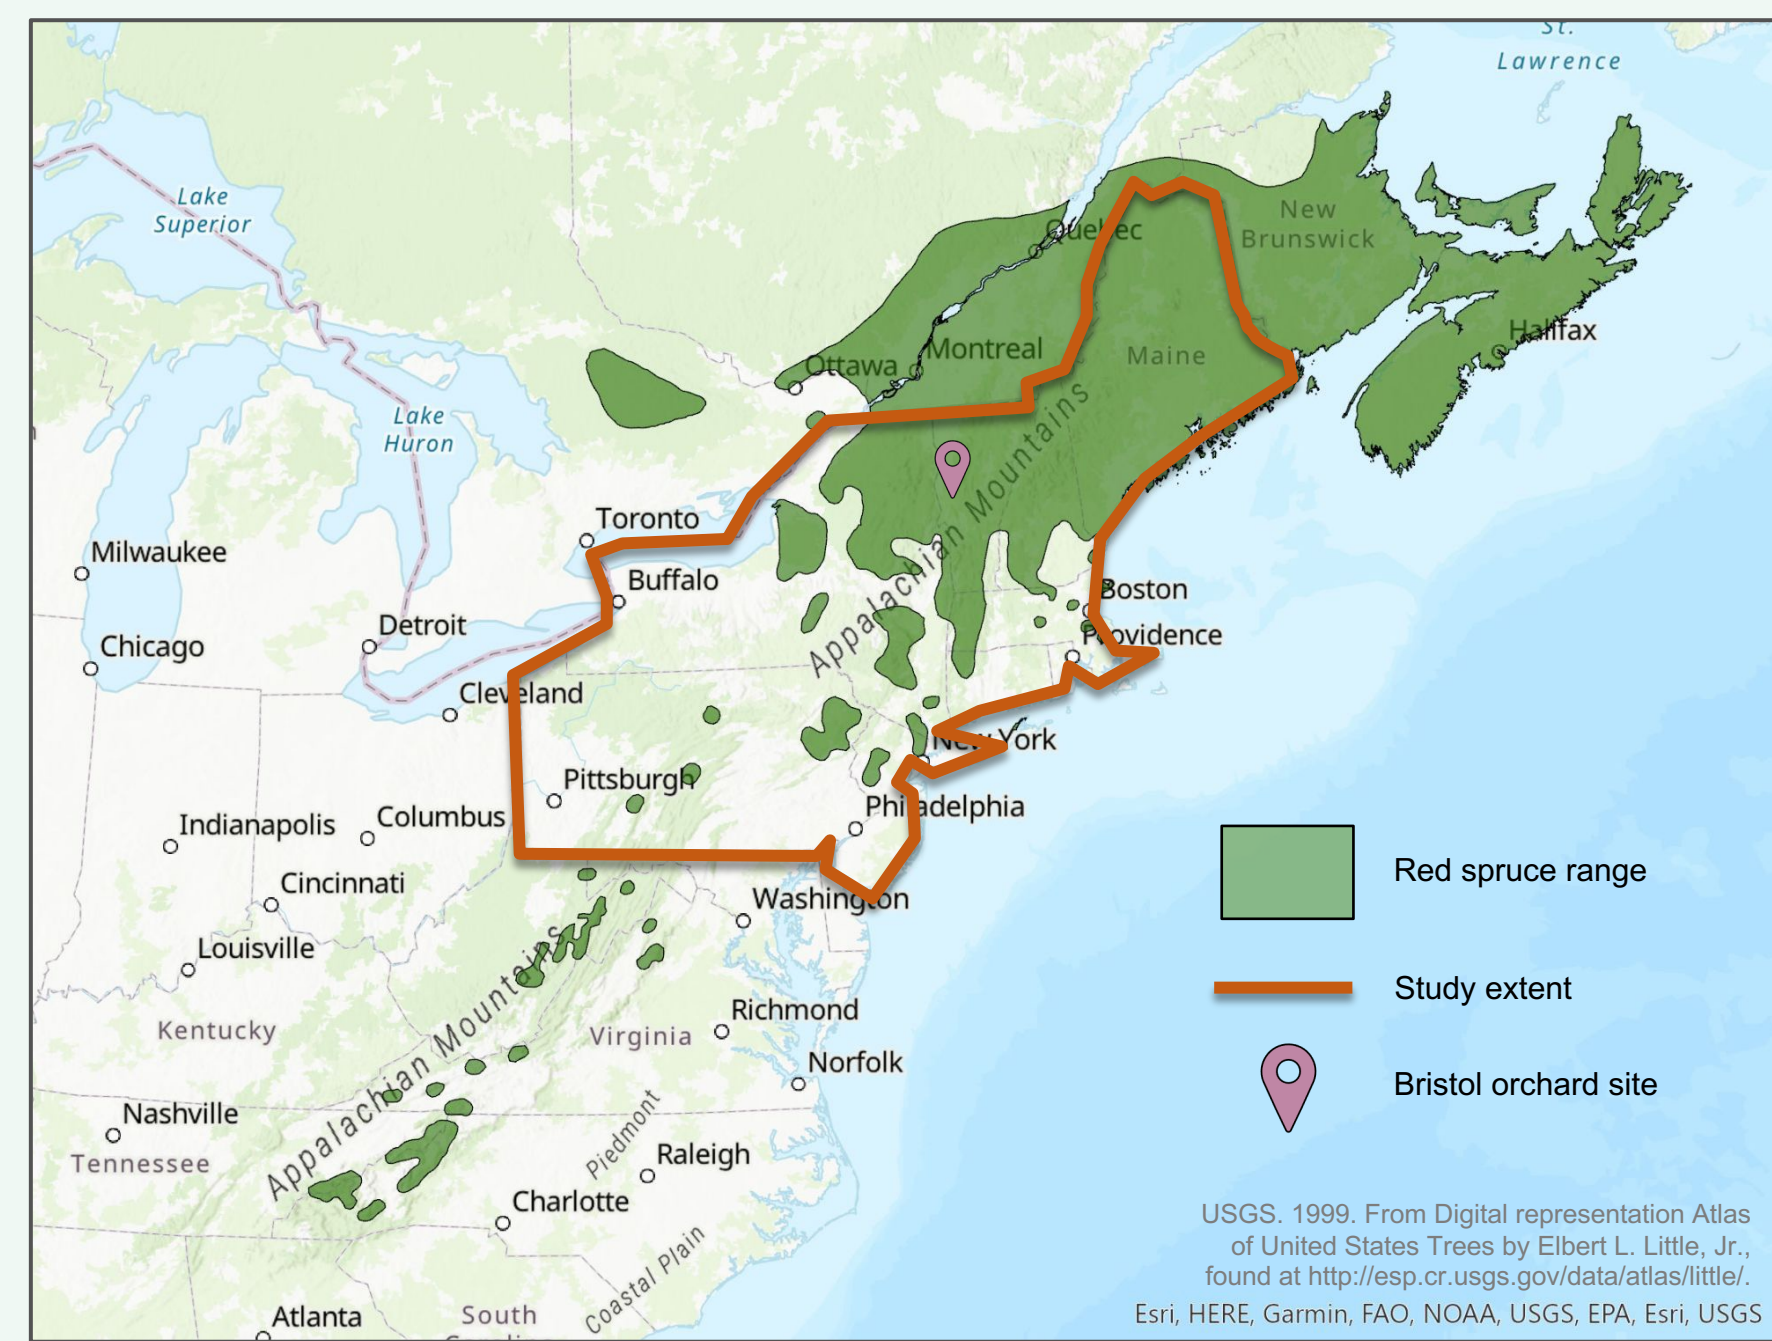 St.
Lawrence
Lake
Superior
Québec
New
Brunswick
Halifax
Montreal
Ottawa
Maine
Lake
Huron
Appalachian Mountains
Toronto
Milwaukee
Buffalo
Boston
Detroit
Providence
Chicago
Cleveland
New York
Pittsburgh
Philadelphia
Indianapolis
Columbus
Cincinnati
Washington
Louisville
Appalachian Mountains
Kentucky
Virginia
Richmond
Norfolk
Nashville
Tennessee
Piedmont
Raleigh
Charlotte
Coastal Plain
Atlanta
South
Red spruce range
Study extent
Bristol orchard site
USGS. 1999. From Digital representation Atlas
of United States Trees by Elbert L. Little, Jr.,
found at http://esp.cr.usgs.gov/data/atlas/little/.
Esri, HERE, Garmin, FAO, NOAA, USGS, EPA, Esri, USGS